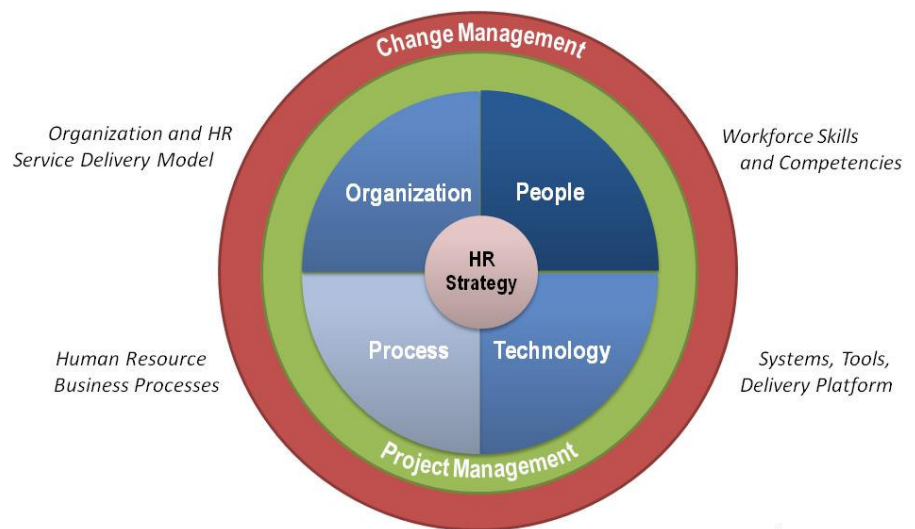 Change Management
Organization and HR
Service Delivery Model
Workforce Skills
and Competencies
Organization
People
HR
Strategy
Process
Technology
Human Resource
Business Processes
Systems, Tools,
Delivery Platform
Project Management